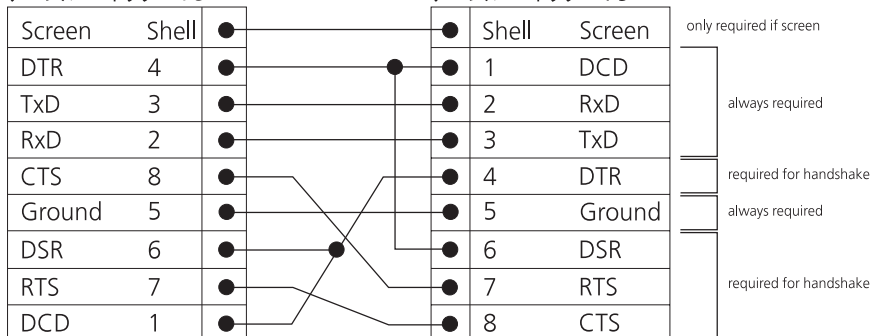 Screen Shell Shell Screen only required if screen
DTR 4 1 DCD
TxD 3 2 RxD always required
RxD 2 3 TxD
CTS 8 4 DTR required for handshake
Ground 5 5 Ground always required
DSR 6 6 DSR
RTS 7 7 RTS required for handshake
DCD 1 8 CTS